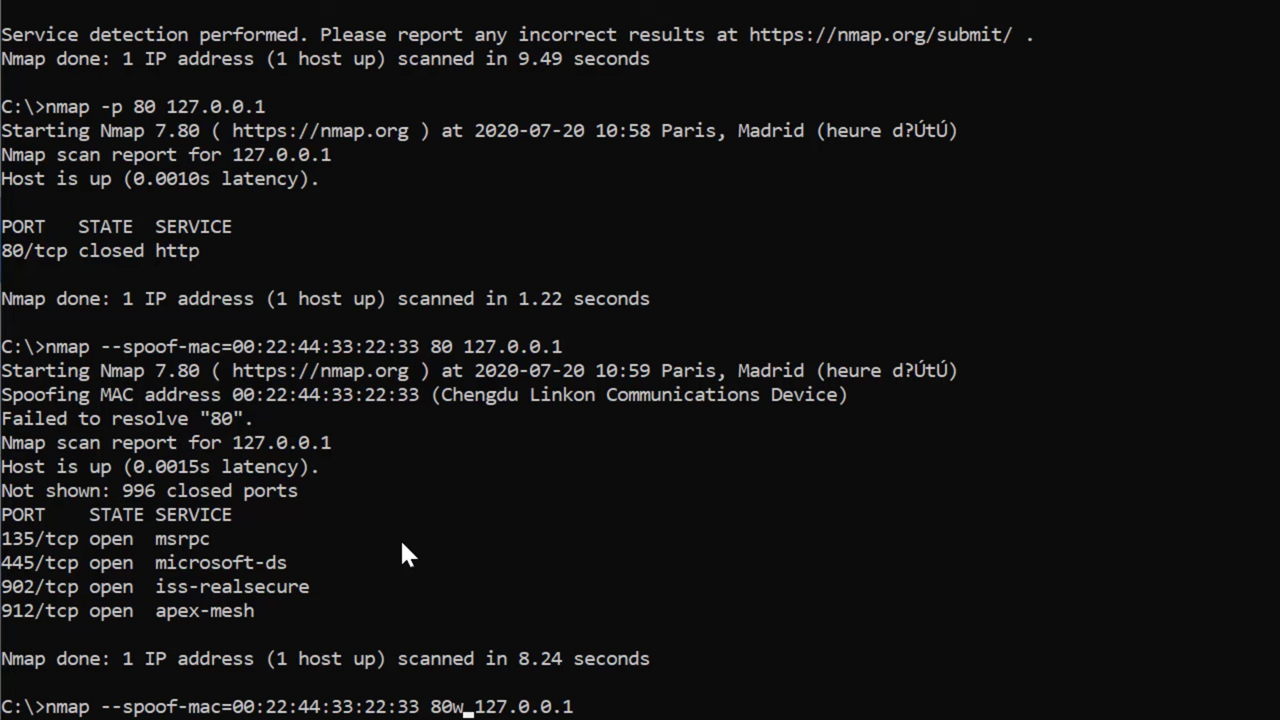 Service detection performed. Please report any incorrect results at https://nmap.org/submit/ .
Nmap done: 1 IP address (1 host up) scanned in 9.49 seconds
C:\>nmap -p 80 127.0.0.1
Starting Nmap 7.80 ( https://nmap.org ) at 2020-07-20 10:58 Paris, Madrid (heure d?ÚtÚ)
Nmap scan report for 127.0.0.1
Host is up (0.0010s latency).
PORT   STATE  SERVICE
80/tcp closed http
Nmap done: 1 IP address (1 host up) scanned in 1.22 seconds
C:\>nmap --spoof-mac=00:22:44:33:22:33 80 127.0.0.1
Starting Nmap 7.80 ( https://nmap.org ) at 2020-07-20 10:59 Paris, Madrid (heure d?ÚtÚ)
Spoofing MAC address 00:22:44:33:22:33 (Chengdu Linkon Communications Device)
Failed to resolve "80".
Nmap scan report for 127.0.0.1
Host is up (0.0015s latency).
Not shown: 996 closed ports
PORT    STATE SERVICE
135/tcp open  msrpc
445/tcp open  microsoft-ds
902/tcp open  iss-realsecure
912/tcp open  apex-mesh
Nmap done: 1 IP address (1 host up) scanned in 8.24 seconds
C:\>nmap --spoof-mac=00:22:44:33:22:33 80w 127.0.0.1